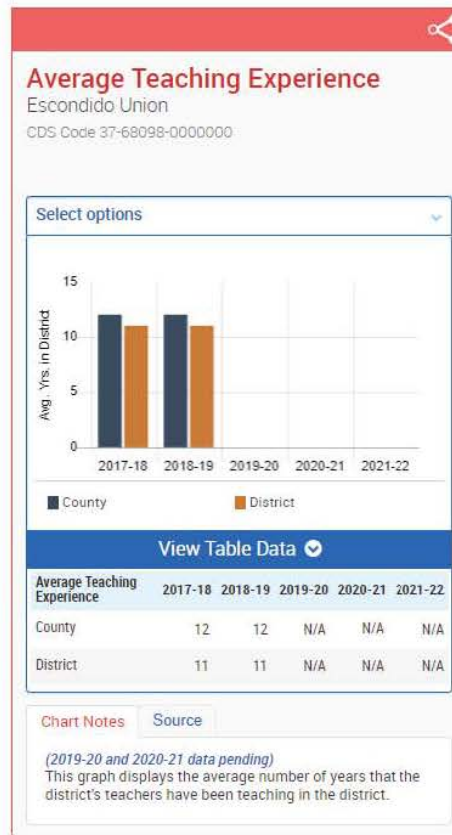 Average Teaching Experience
Escondido Union
CDS Code 37-68098-0000000
Select options
15
10
5
0
Avg. Yrs. in District
2017-18 2018-19 2019-20 2020-21 2021-22
County District
View Table Data
Average Teaching Experience 2017-18 2018-19 2019-20 2020-21 2021-22
County 12 12 N/A N/A N/A
District 11 11 N/A N/A N/A
Chart Notes Source
(2019-20 and 2020-21 data pending)
This graph displays the average number of years that the
district's teachers have been teaching in the district.